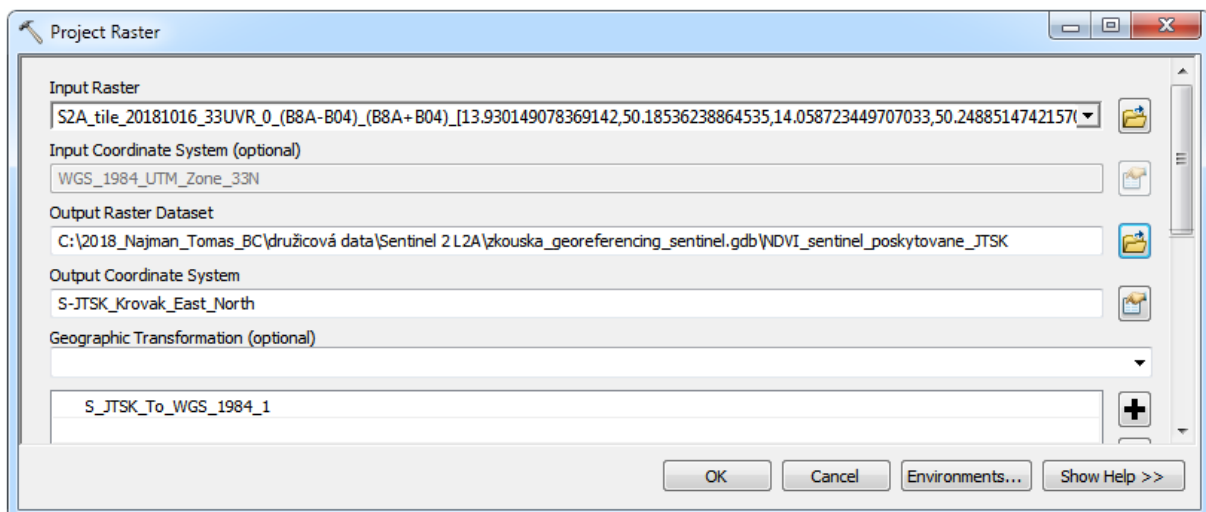 Project Raster
Input Raster
S2A_tile_20181016_33UVR_0_(B8A-B04)_(B8A+B04)_[13.930149078369142,50.18536238864535,14.058723449707033,50.2488514742157(
Input Coordinate System (optional)
WGS_1984_UTM_Zone_33N
Output Raster Dataset
C:\2018_Najman_Tomas_BC\družicová data\Sentinel 2 L2A\zkouska_georeferencing_sentinel.gdb\NDVI_sentinel_poskytovane_JTSK
Output Coordinate System
S-JTSK_Krovak_East_North
Geographic Transformation (optional)
S_JTSK_To_WGS_1984_1
OK Cancel Environments... Show Help >>